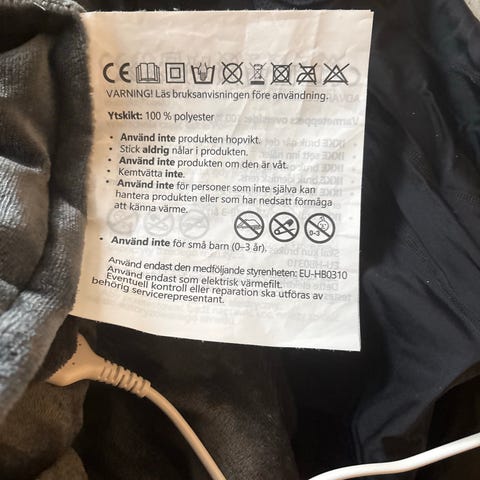 CE
VARNING! Läs bruksanvisningen före användning.
Ytskikt: 100 % polyester
• Använd inte produkten hopvikt.
• Stick aldrig nålar i produkten.
• Använd inte produkten om den är våt.
• Kemtvätta inte.
• Använd inte för personer som inte själva kan
hantera produkten eller som har nedsatt förmåga
att känna värme.
0-3
• Använd inte för små barn (0–3 år).
Använd endast den medföljande styrenheten: EU-HB0310
Använd endast som elektrisk värmefilt.
Eventuell kontroll eller reparation ska utföras av
behörig servicerepresentant.